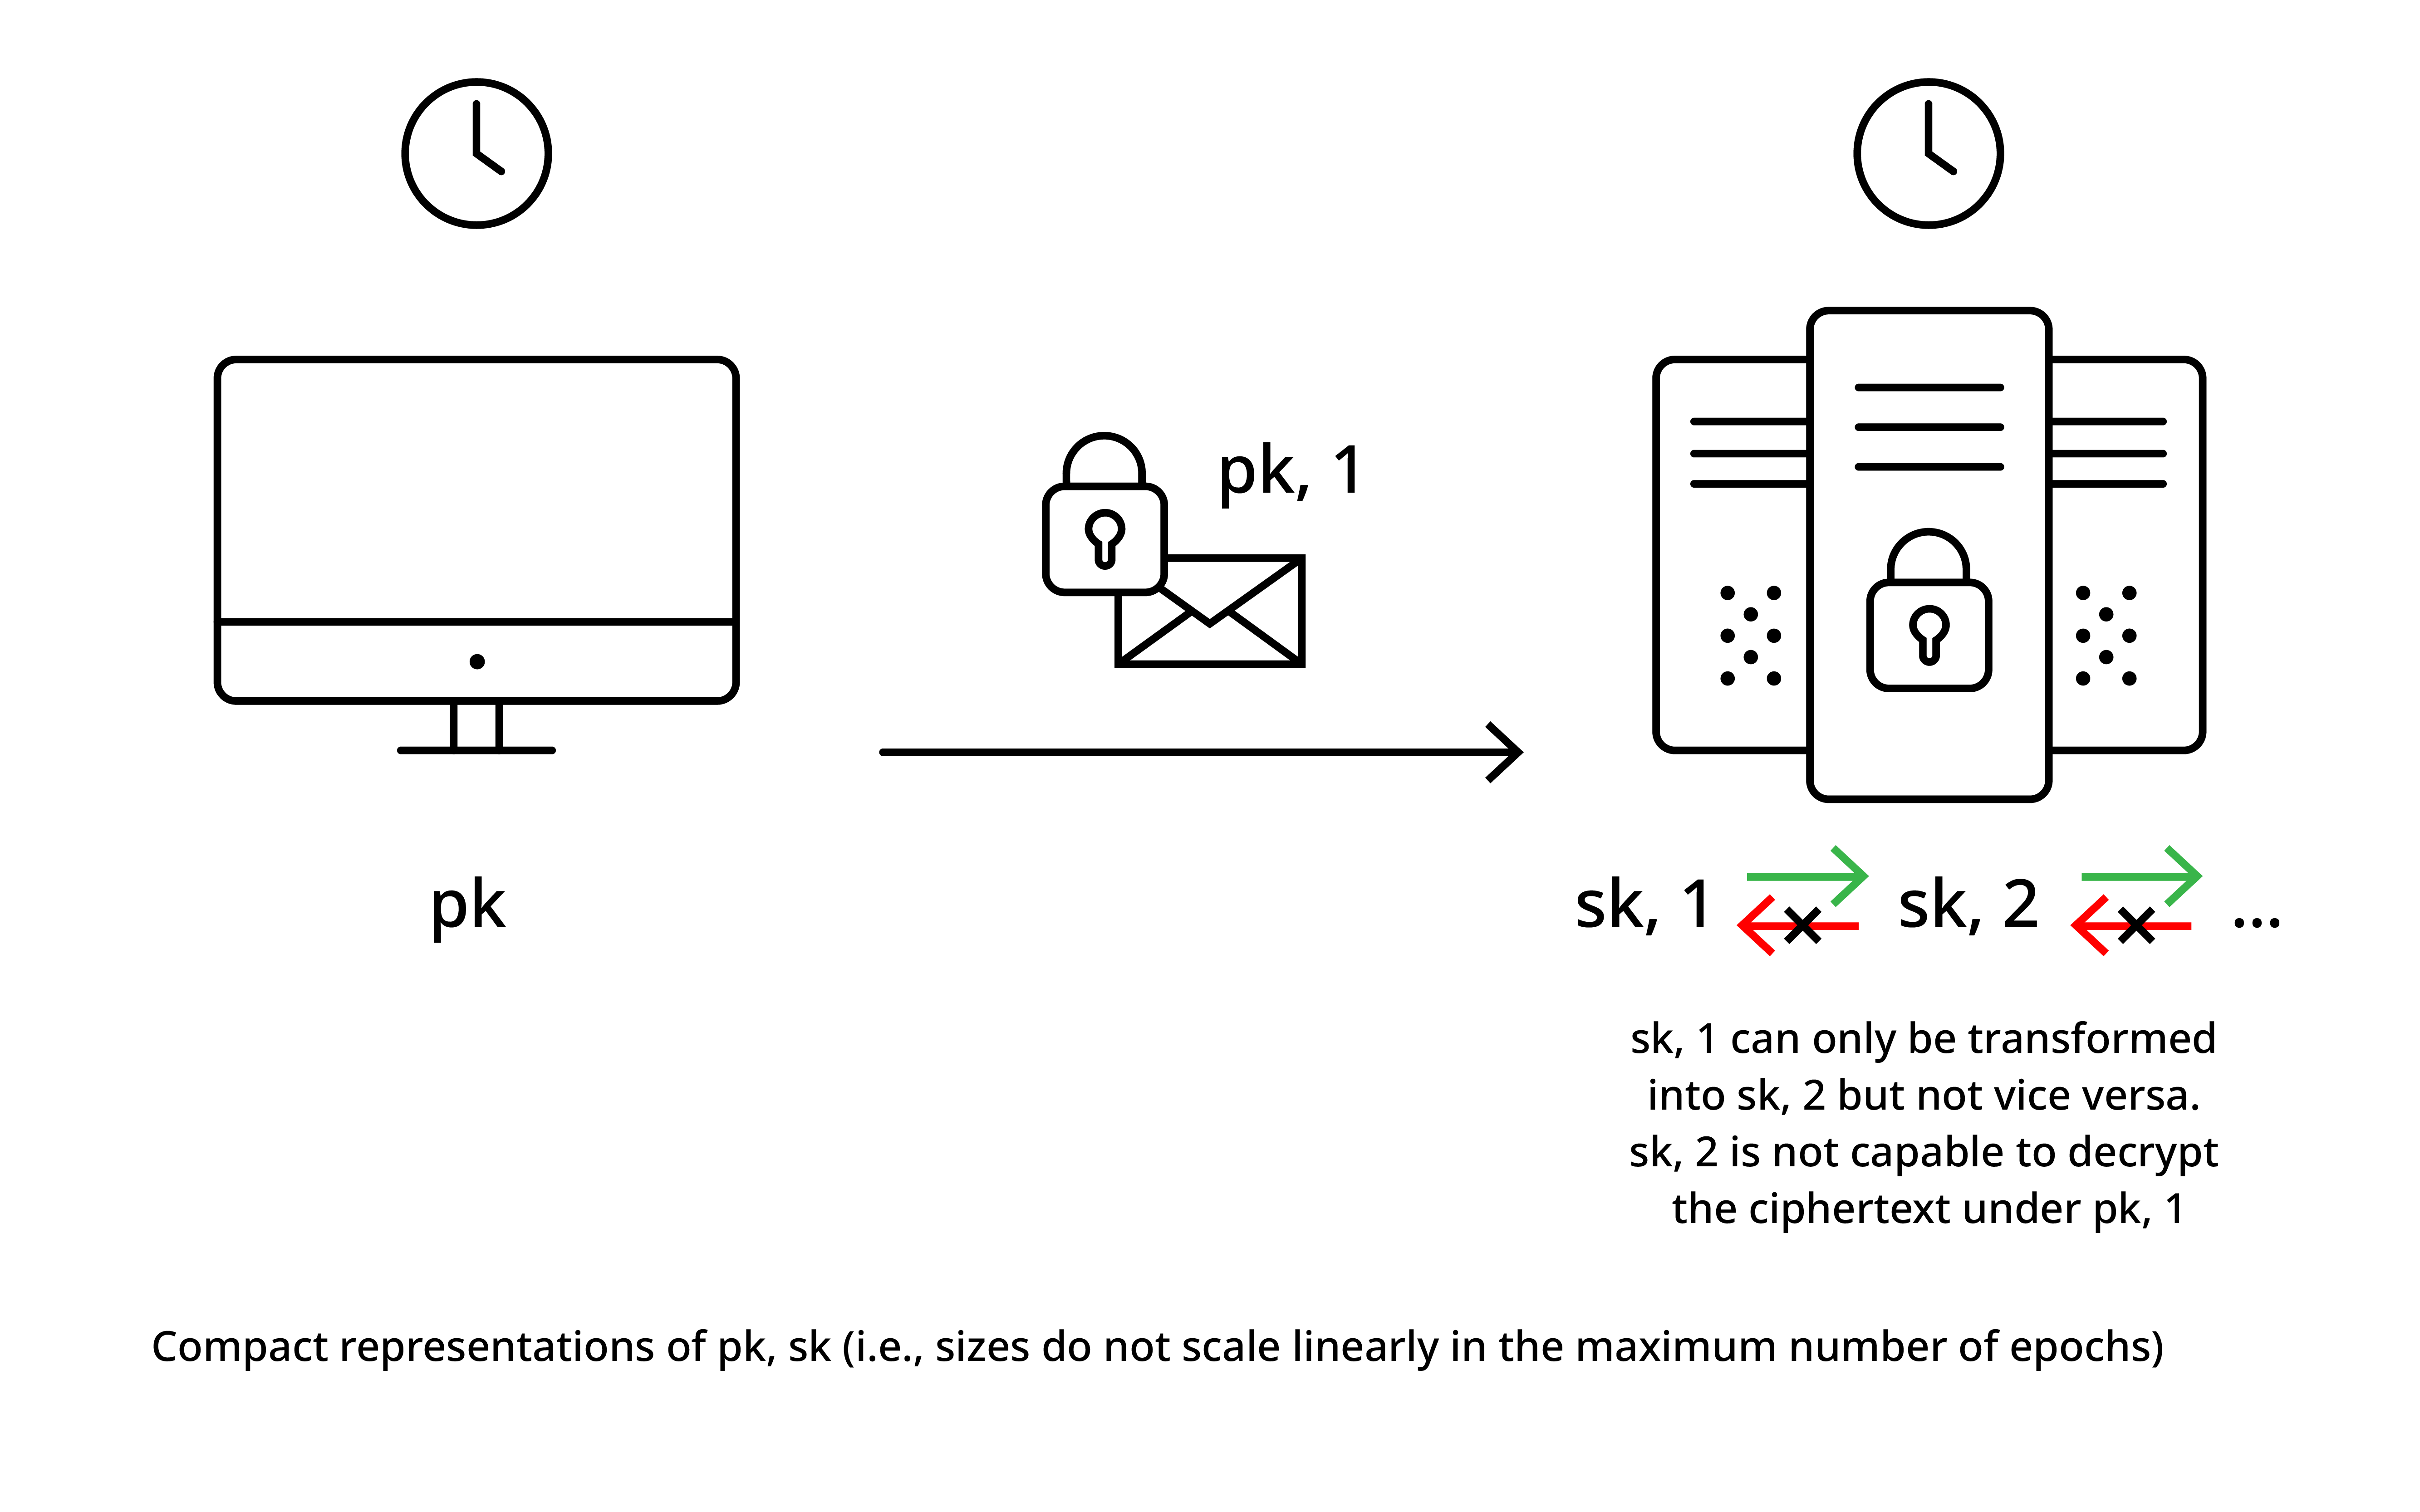 pk, 1
pk
sk, 1 sk, 2 ...
sk, 1 can only be transformed
into sk, 2 but not vice versa.
sk, 2 is not capable to decrypt
the ciphertext under pk, 1
Compact representations of pk, sk (i.e., sizes do not scale linearly in the maximum number of epochs)